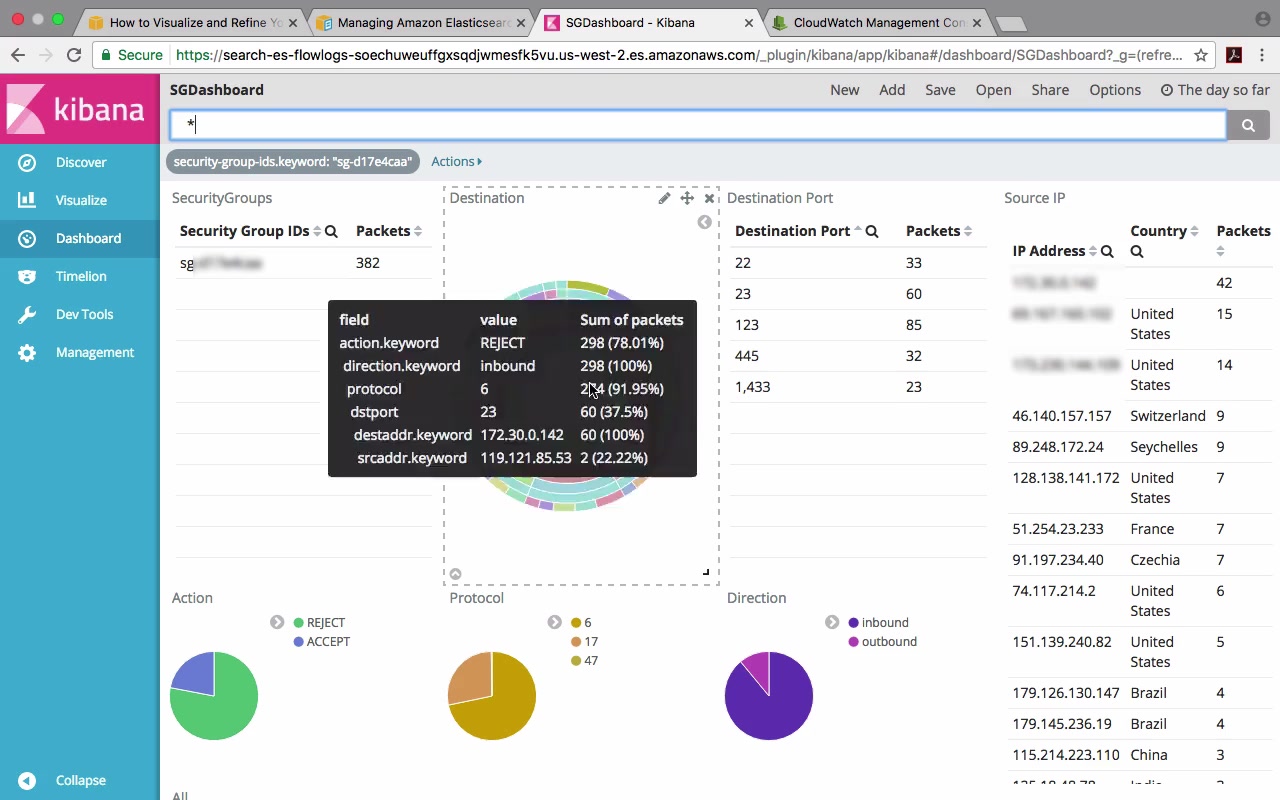 How to Visualize and Refine Yo
Managing Amazon Elasticsearc
SGDashboard - Kibana
CloudWatch Management Con
Secure
https://search-es-flowlogs-soechuweuffgxsqdjwmesfk5vu.us-west-2.es.amazonaws.com/_plugin/kibana/app/kibana#/dashboard/SGDashboard?_g=(refre...
kibana
SGDashboard
New Add Save Open Share Options The day so far
*
security-group-ids.keyword: "sg-d17e4caa"
Actions
Discover
Visualize
Dashboard
Timelion
Dev Tools
Management
Collapse
SecurityGroups
Security Group IDs Packets
sg 382
Destination
field value Sum of packets
action.keyword REJECT 298 (78.01%)
direction.keyword inbound 298 (100%)
protocol 6 (91.95%)
dstport 23 60 (37.5%)
destaddr.keyword 172.30.0.142 60 (100%)
srcaddr.keyword 119.121.85.53 2 (22.22%)
Destination Port
Destination Port Packets
22 33
23 60
123 85
445 32
1,433 23
Source IP
IP Address Country Packets
42
United States 15
United States 14
46.140.157.157 Switzerland 9
89.248.172.24 Seychelles 9
128.138.141.172 United States 7
51.254.23.233 France 7
91.197.234.40 Czechia 7
74.117.214.2 United States 6
151.139.240.82 United States 5
179.126.130.147 Brazil 4
179.145.236.19 Brazil 4
115.214.223.110 China 3
Action
REJECT
ACCEPT
Protocol
6
17
47
Direction
inbound
outbound
All